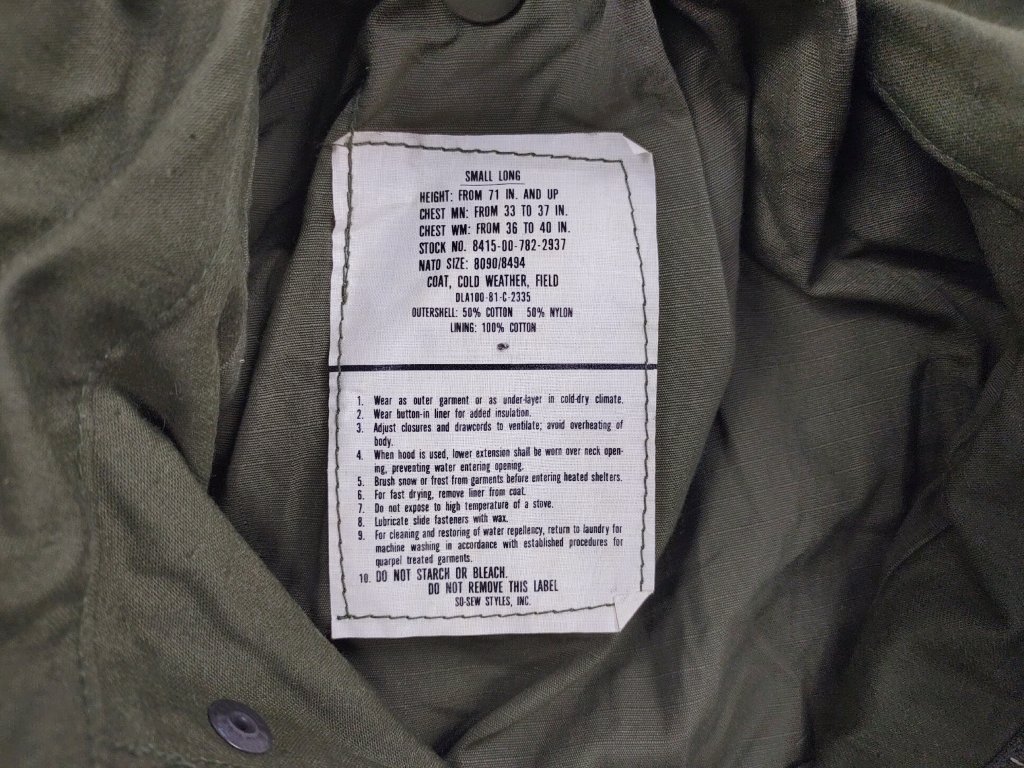 SMALL LONG
HEIGHT: FROM 71 IN. AND UP
CHEST MN: FROM 33 TO 37 IN.
CHEST WM: FROM 36 TO 40 IN.
STOCK NO. 8415-00-782-2937
NATO SIZE: 8090/8494
COAT, COLD WEATHER, FIELD
DLA100-81-C-2335
OUTERSHELL: 50% COTTON 50% NYLON
LINING: 100% COTTON
1. Wear as outer garment or as under-layer in cold-dry climate.
2. Wear button-in liner for added insulation.
3. Adjust closures and drawcords to ventilate; avoid overheating of
body.
4. When hood is used, lower extension shall be worn over neck open-
ing, preventing water entering opening.
5. Brush snow or frost from garments before entering heated shelters.
6. For fast drying, remove liner from coat.
7. Do not expose to high temperature of a stove.
8. Lubricate slide fasteners with wax.
9. For cleaning and restoring of water repellency, return to laundry for
machine washing in accordance with established procedures for
quarpel treated garments.
10. DO NOT STARCH OR BLEACH.
DO NOT REMOVE THIS LABEL
SO-SEW STYLES, INC.